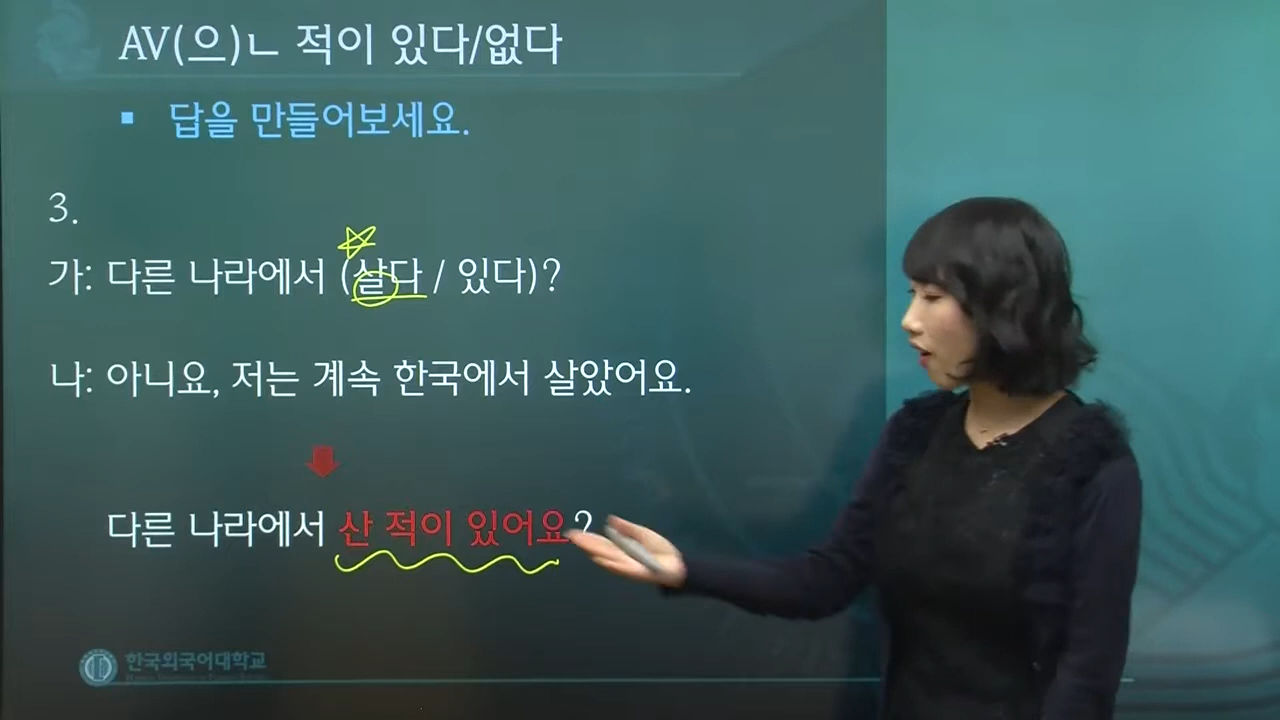 AV(으)ㄴ 적이 있다/없다
▪ 답을 만들어보세요.
3.
가: 다른 나라에서 (살다 / 있다)?
나: 아니요, 저는 계속 한국에서 살았어요.
다른 나라에서 산 적이 있어요?
한국외국어대학교